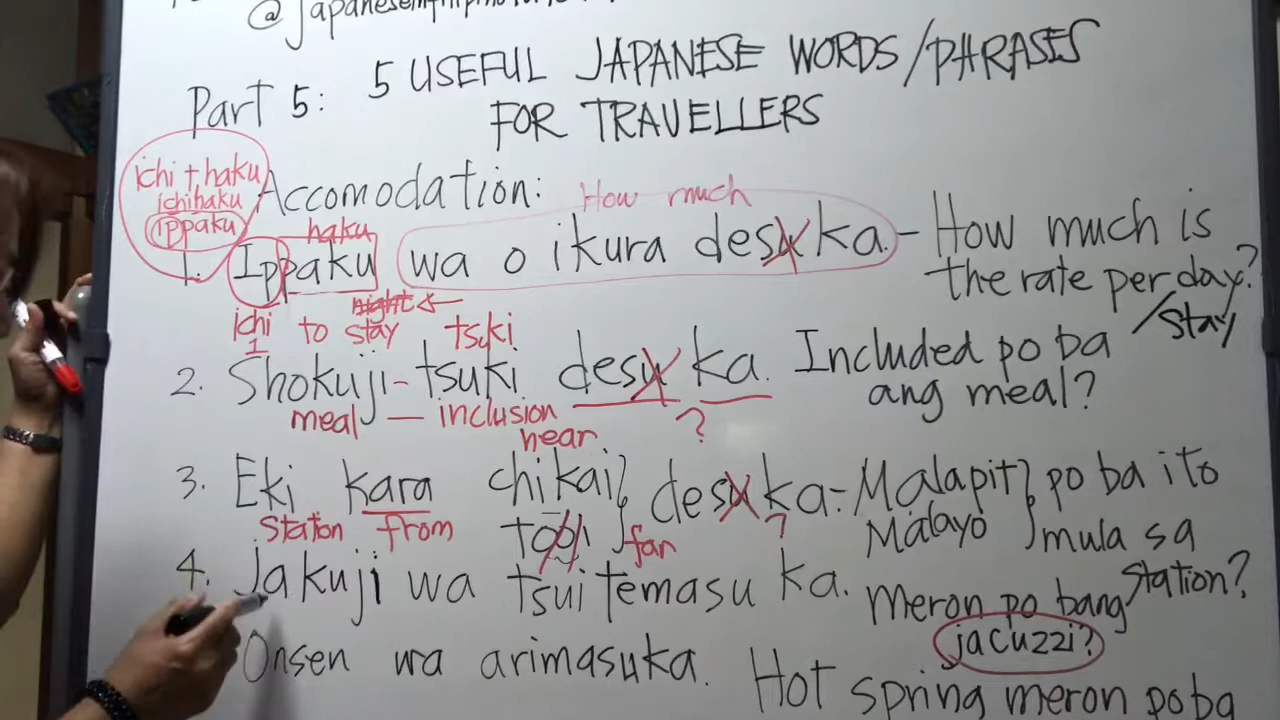 @japanese
Part 5: 5 USEFUL JAPANESE WORDS/PHRASES
FOR TRAVELLERS
ichi + haku
ichihaku
ippaku
Accomodation:
How much
haku
1. Ippaku wa o ikura desu ka. - How much is
the rate per day?
/stay
night
ichi to stay tsuki
1
2. Shokuji-tsuki desu ka. Included po ba
ang meal?
meal — inclusion ?
near
3. Eki kara chikai desu ka. - Malapit po ba ito
station from tooi far ? Malayo mula sa
station?
4. Jakuji wa tsuitemasu ka. meron po bang
jacuzzi?
Onsen wa arimasuka. Hot spring meron po ba